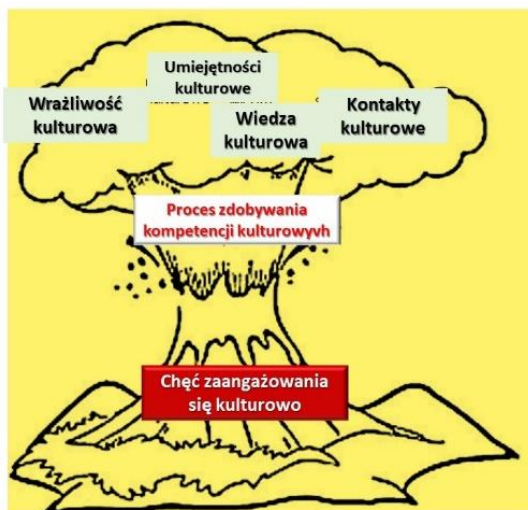 Umiejętności
kulturowe
Wrażliwość
kulturowa
Wiedza
kulturowa
Kontakty
kulturowe
Proces zdobywania
kompetencji kulturowyvh
Chęć zaangażowania
się kulturowo